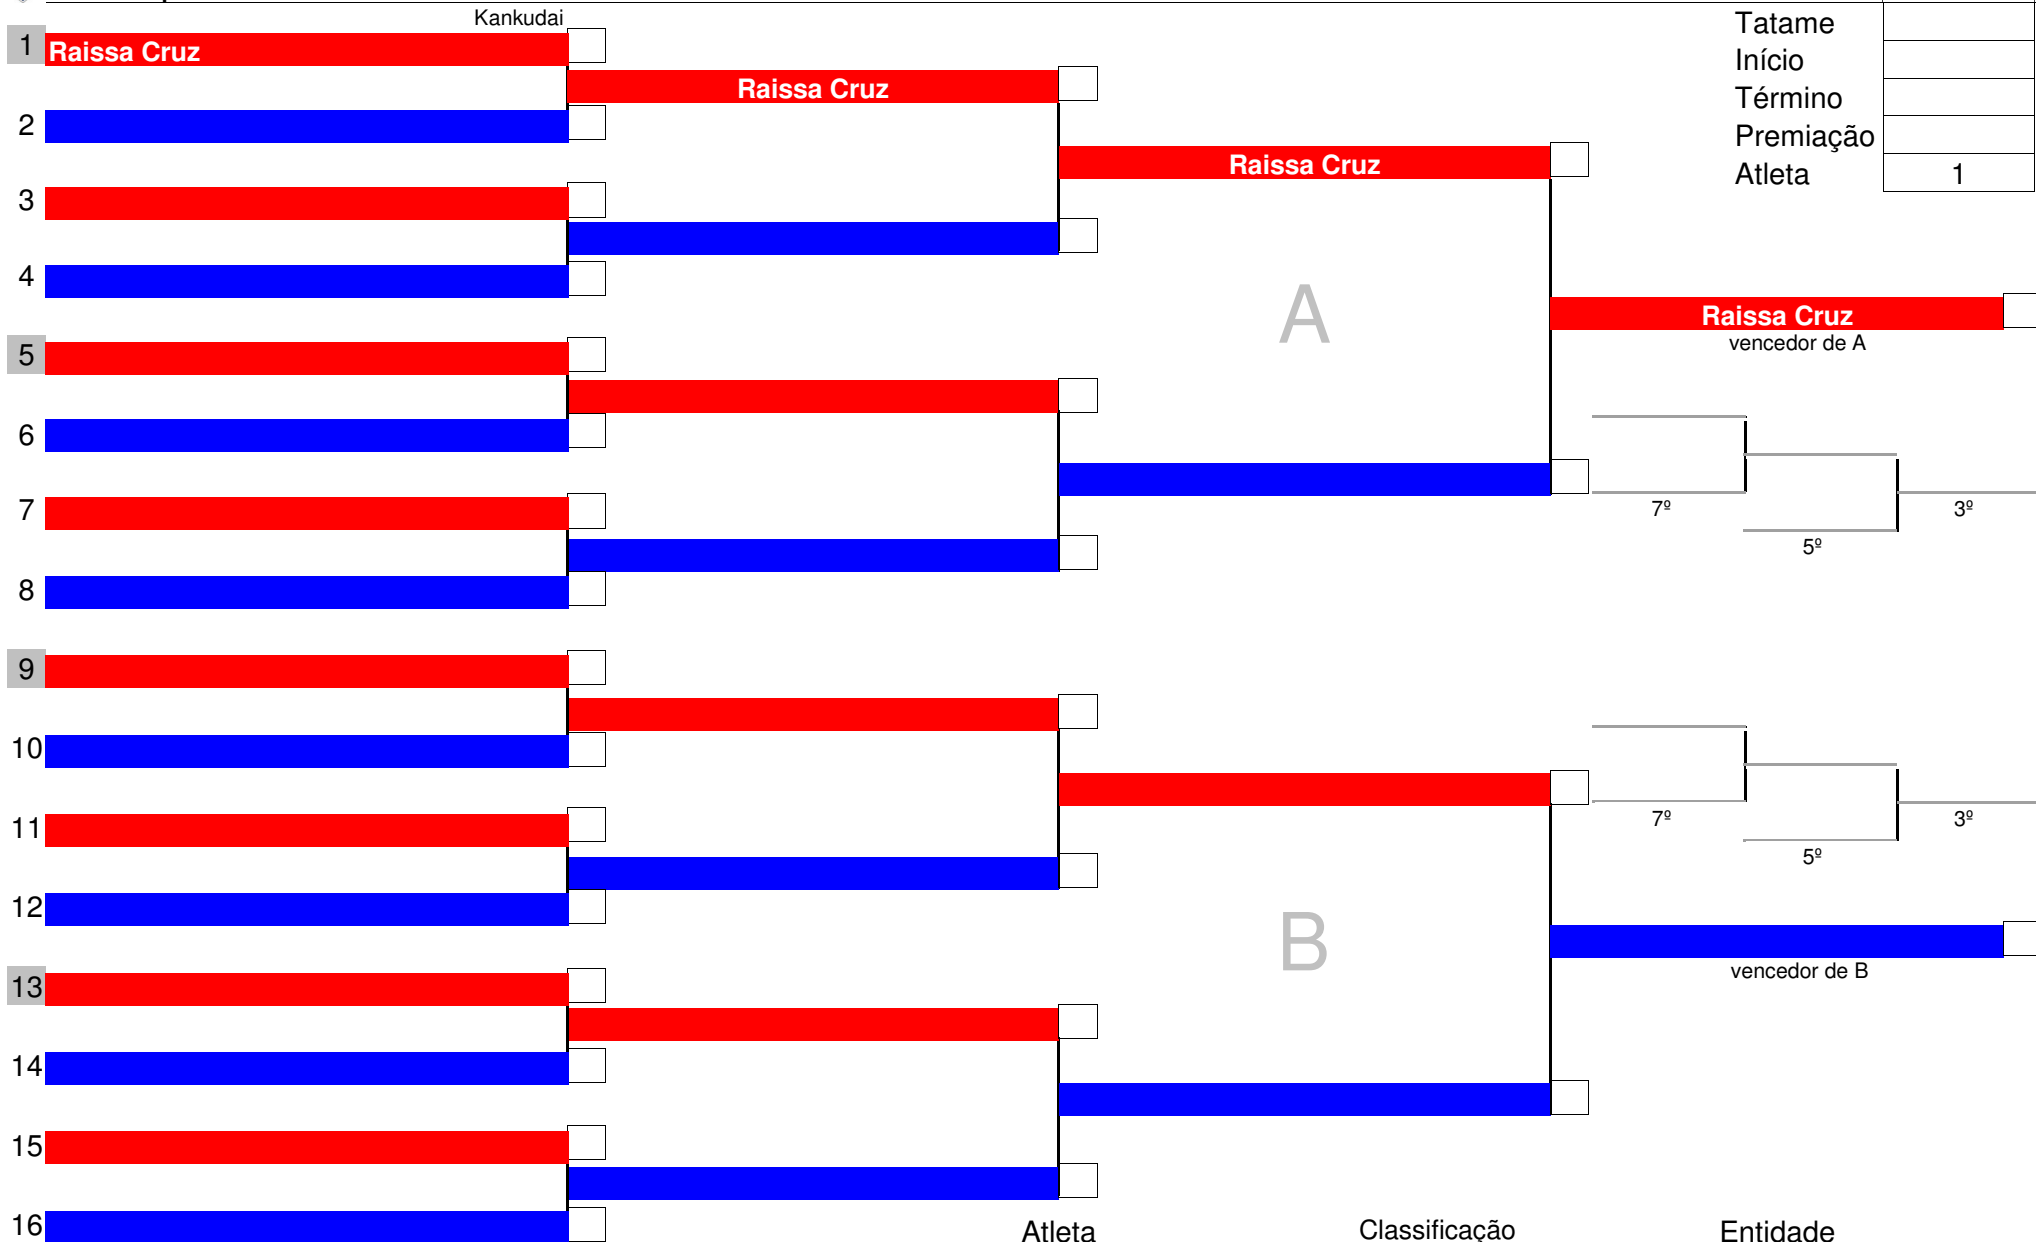 Kankudai
1 Raissa Cruz
Raissa Cruz
2
Raissa Cruz
3
4
A
Raissa Cruz
vencedor de A
5
6
7
8
7º
3º
5º
9
10
11
12
7º
3º
5º
B
vencedor de B
13
14
15
16
Tatame
Início
Término
Premiação
Atleta 1
Atleta Classificação Entidade